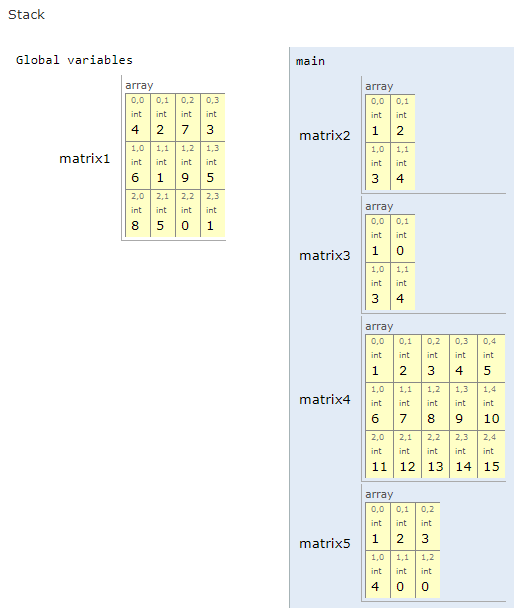 Stack
Global variables
array
0,0 0,1 0,2 0,3
int int int int
4 2 7 3
matrix1
1,0 1,1 1,2 1,3
int int int int
6 1 9 5
2,0 2,1 2,2 2,3
int int int int
8 5 0 1
main
array
0,0 0,1
int int
1 2
matrix2
1,0 1,1
int int
3 4
array
0,0 0,1
int int
1 0
matrix3
1,0 1,1
int int
3 4
array
0,0 0,1 0,2 0,3 0,4
int int int int int
1 2 3 4 5
matrix4
1,0 1,1 1,2 1,3 1,4
int int int int int
6 7 8 9 10
2,0 2,1 2,2 2,3 2,4
int int int int int
11 12 13 14 15
array
0,0 0,1 0,2
int int int
1 2 3
matrix5
1,0 1,1 1,2
int int int
4 0 0